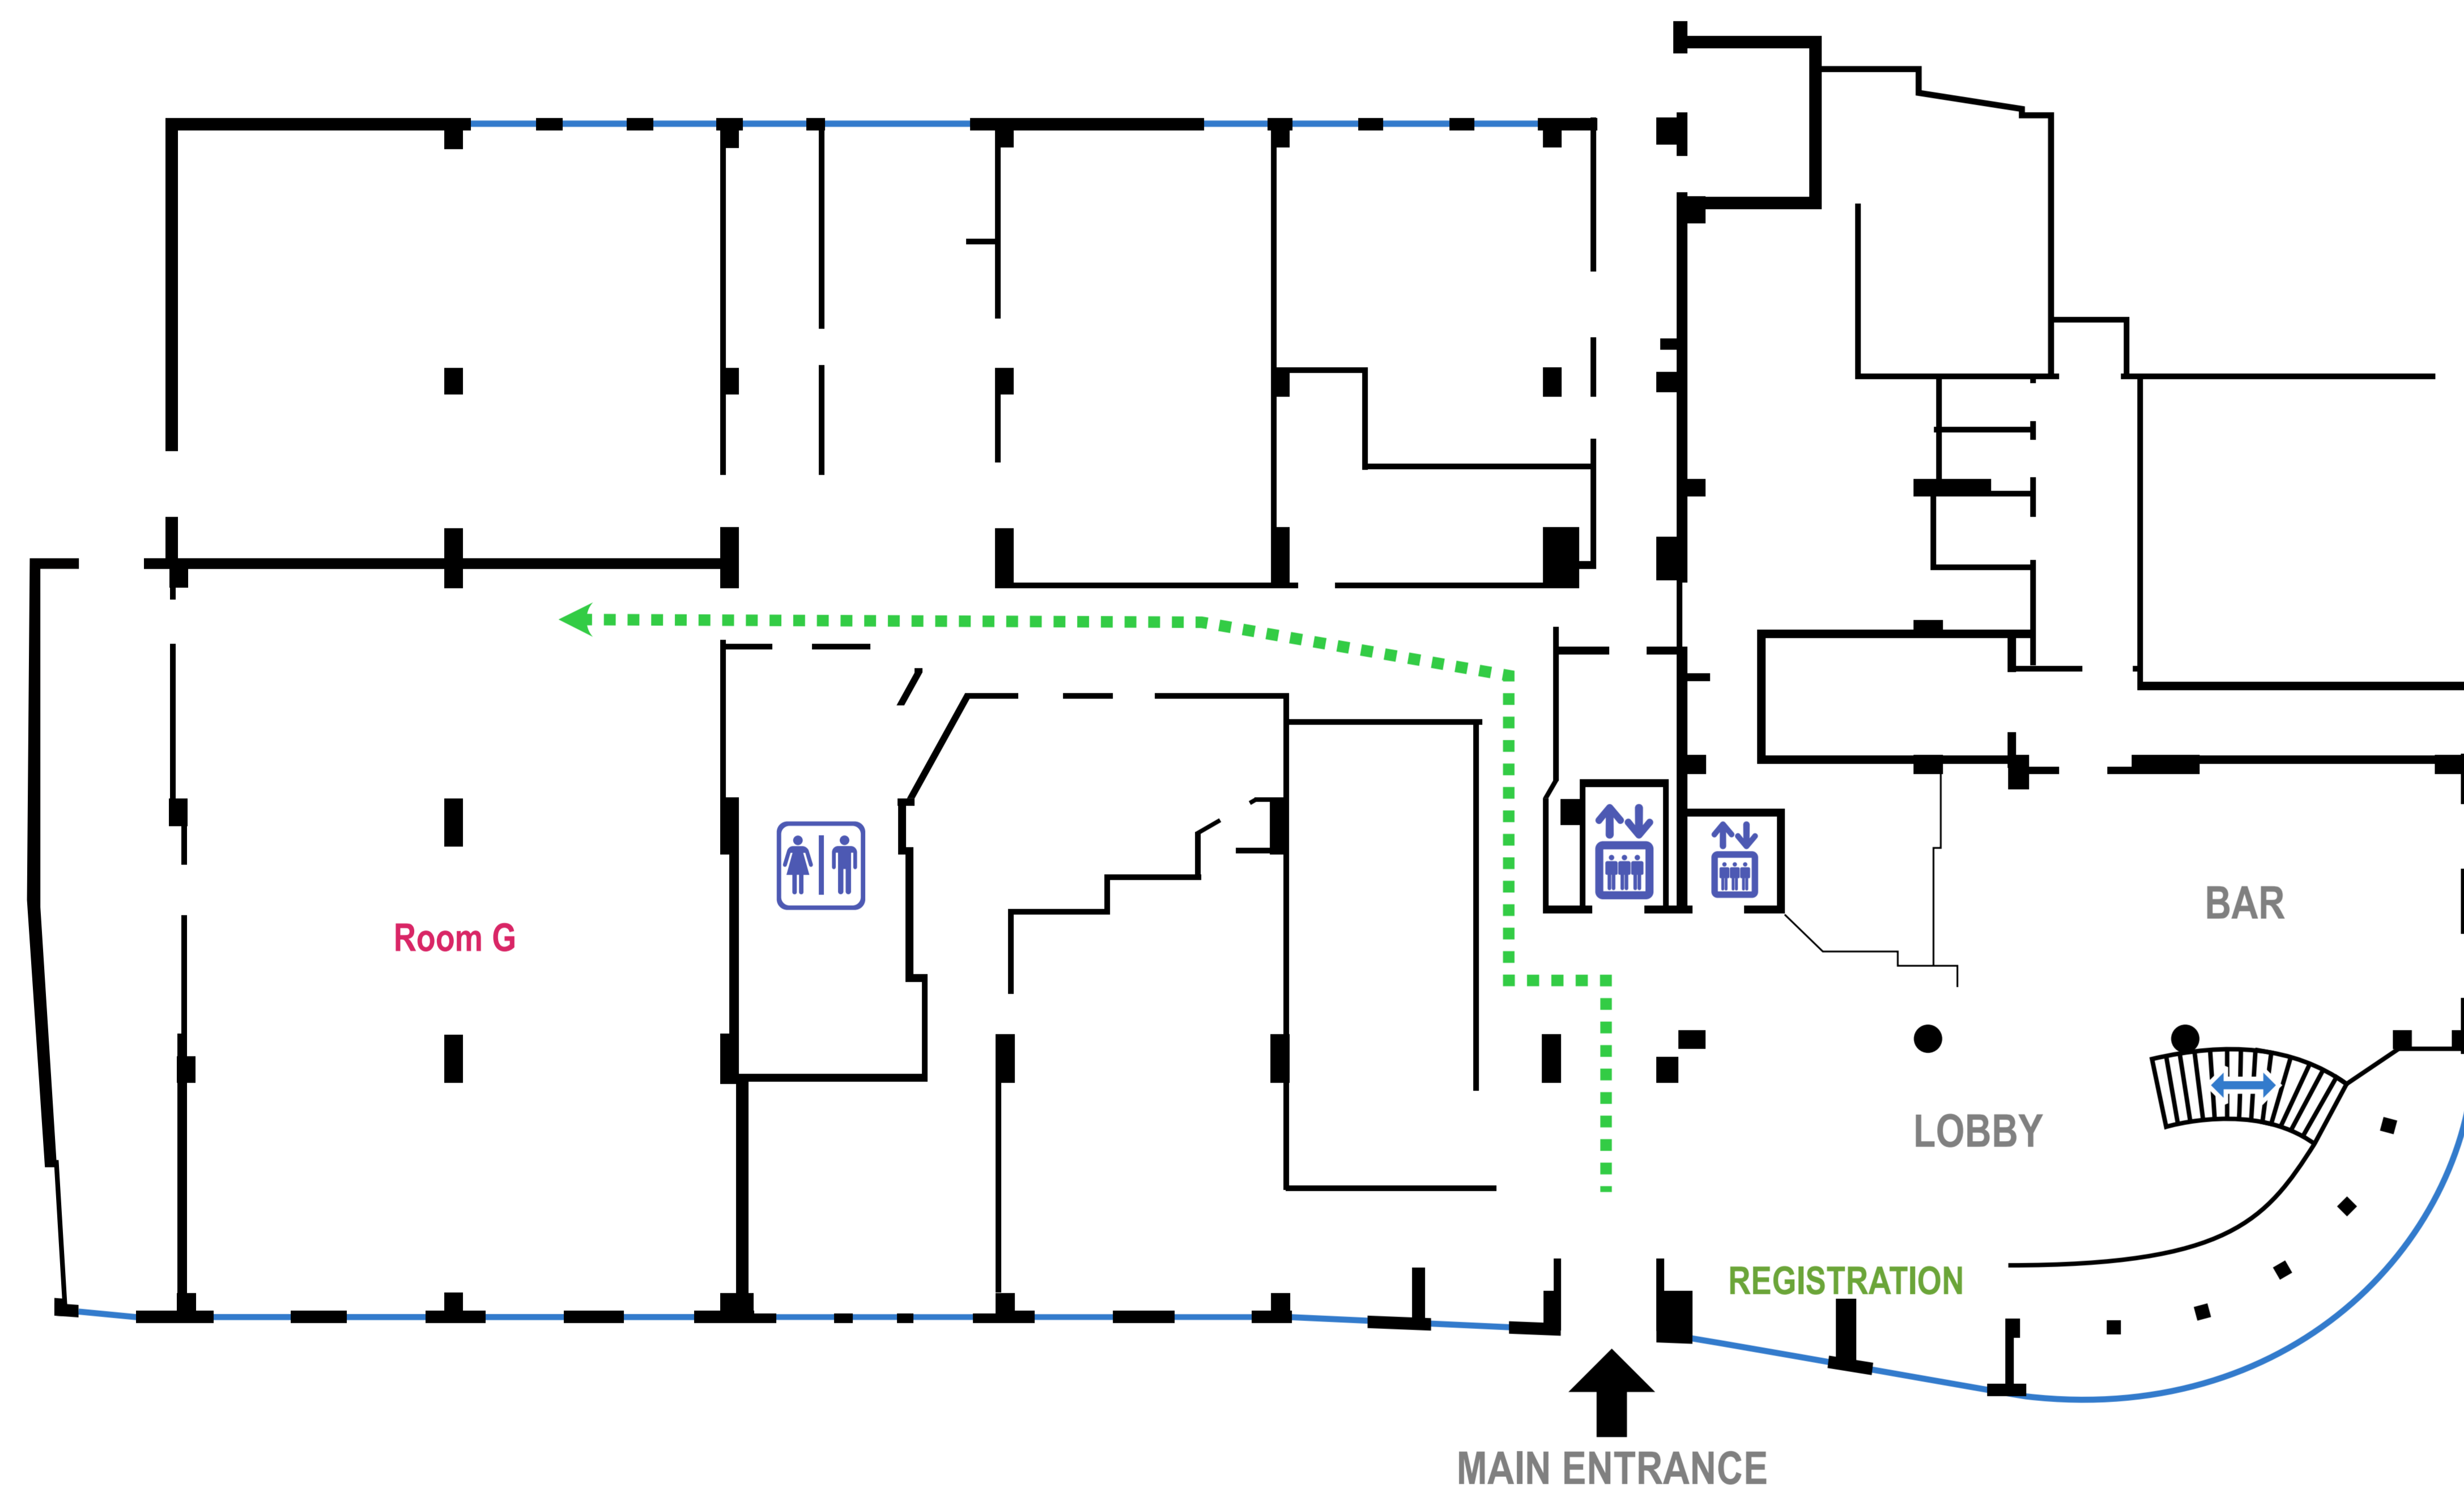 Room G
BAR
LOBBY
REGISTRATION
MAIN ENTRANCE